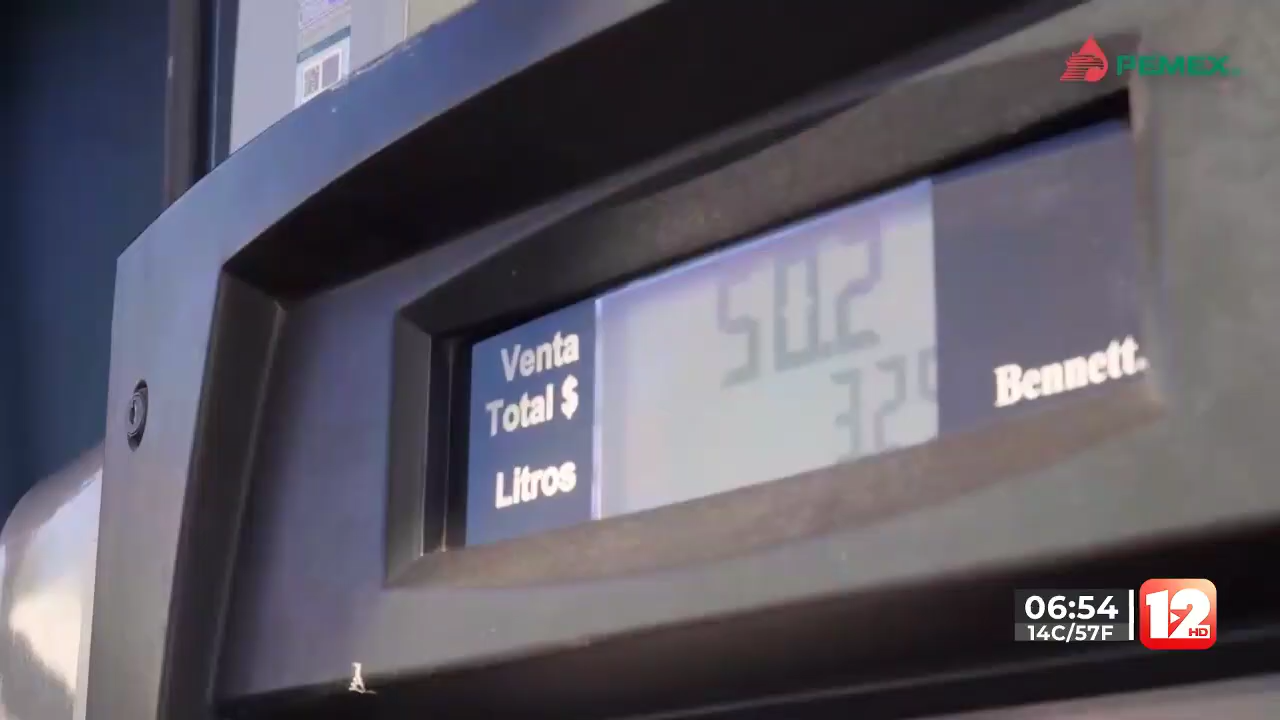 PEMEX
Venta
Total $
50.2
Litros
Bennett.
06:54
14C/57F
12
HD